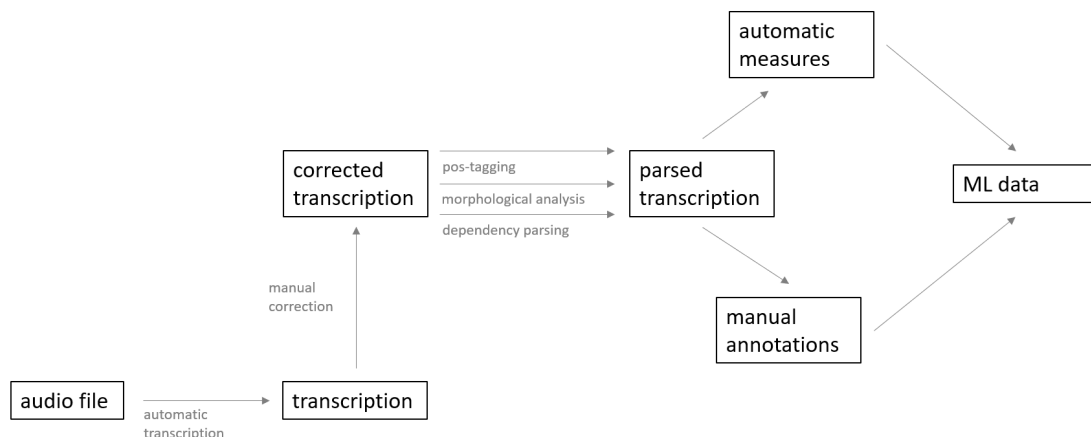 automatic
measures
corrected
transcription
pos-tagging
morphological analysis
dependency parsing
parsed
transcription
ML data
manual
correction
manual
annotations
audio file
automatic
transcription
transcription